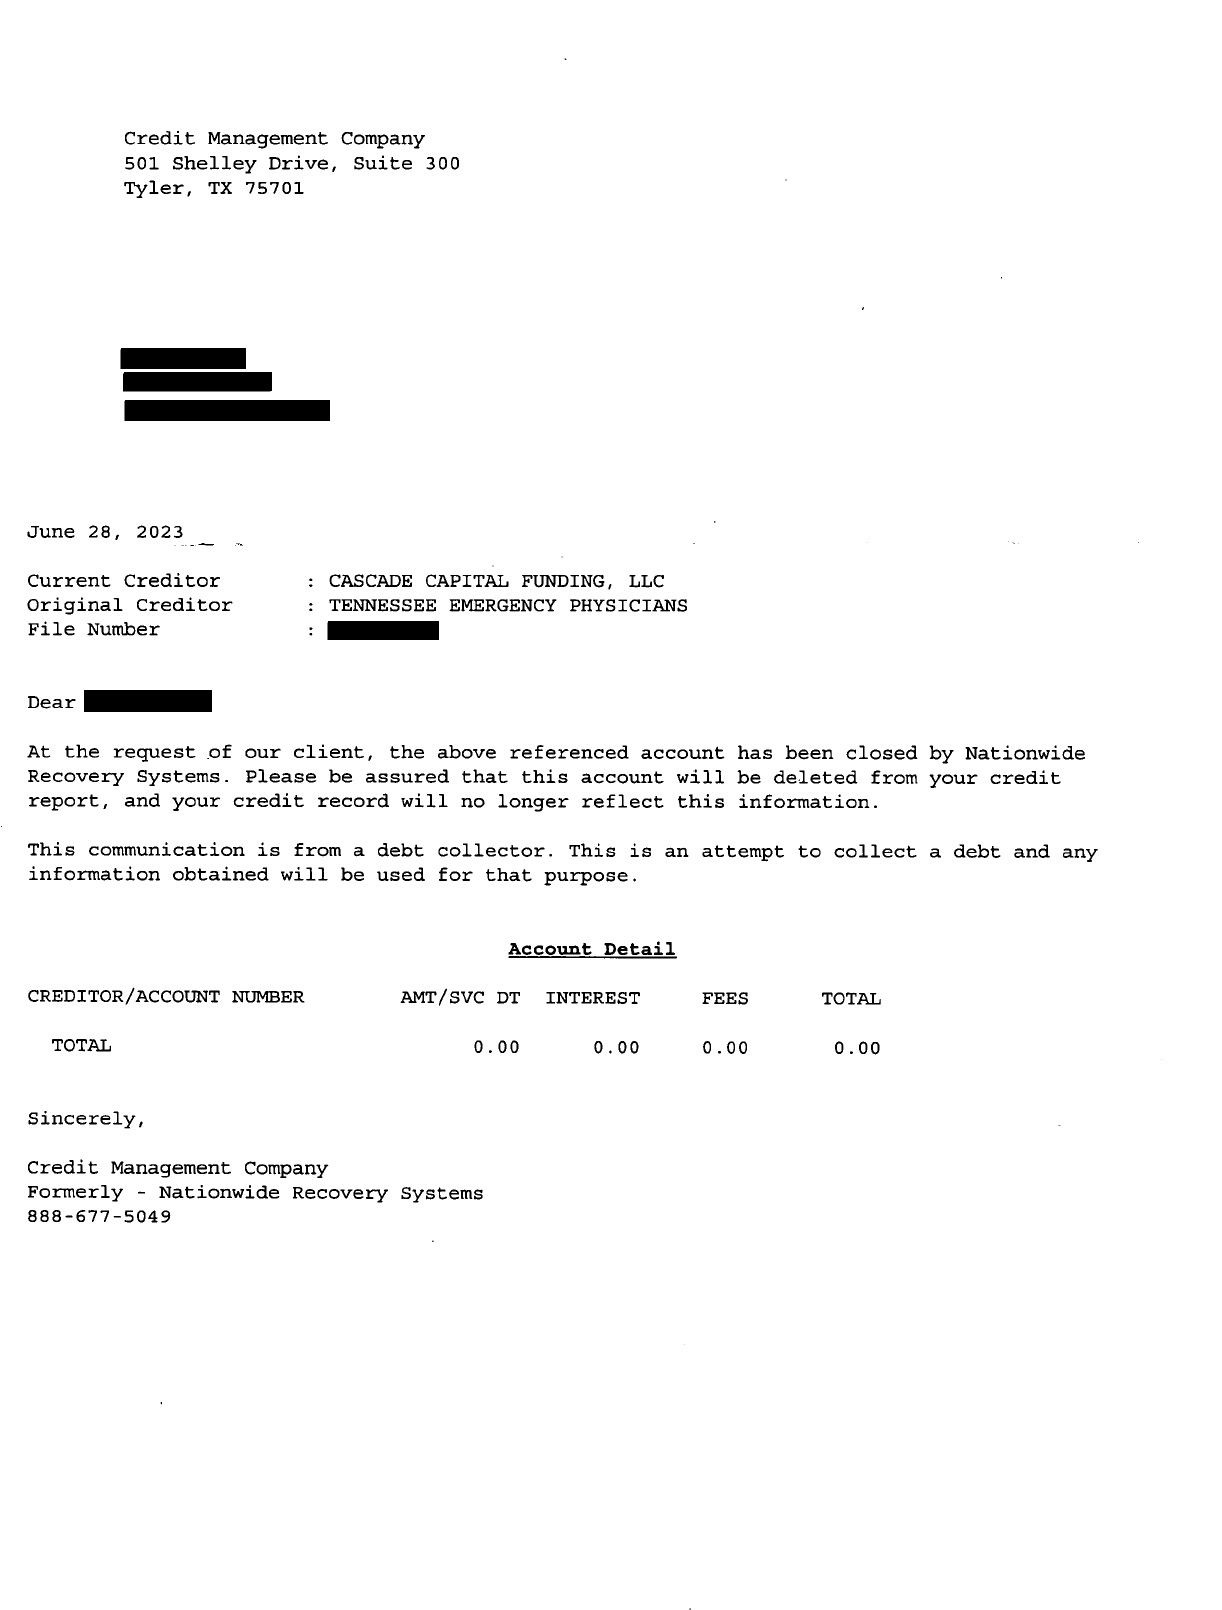 Credit Management Company
501 Shelley Drive, Suite 300
Tyler, TX 75701
June 28, 2023
Current Creditor : CASCADE CAPITAL FUNDING, LLC
Original Creditor : TENNESSEE EMERGENCY PHYSICIANS
File Number :
Dear
At the request of our client, the above referenced account has been closed by Nationwide
Recovery Systems. Please be assured that this account will be deleted from your credit
report, and your credit record will no longer reflect this information.
This communication is from a debt collector. This is an attempt to collect a debt and any
information obtained will be used for that purpose.
Account Detail
CREDITOR/ACCOUNT NUMBER AMT/SVC DT INTEREST FEES TOTAL
TOTAL 0.00 0.00 0.00 0.00
Sincerely,
Credit Management Company
Formerly - Nationwide Recovery Systems
888-677-5049